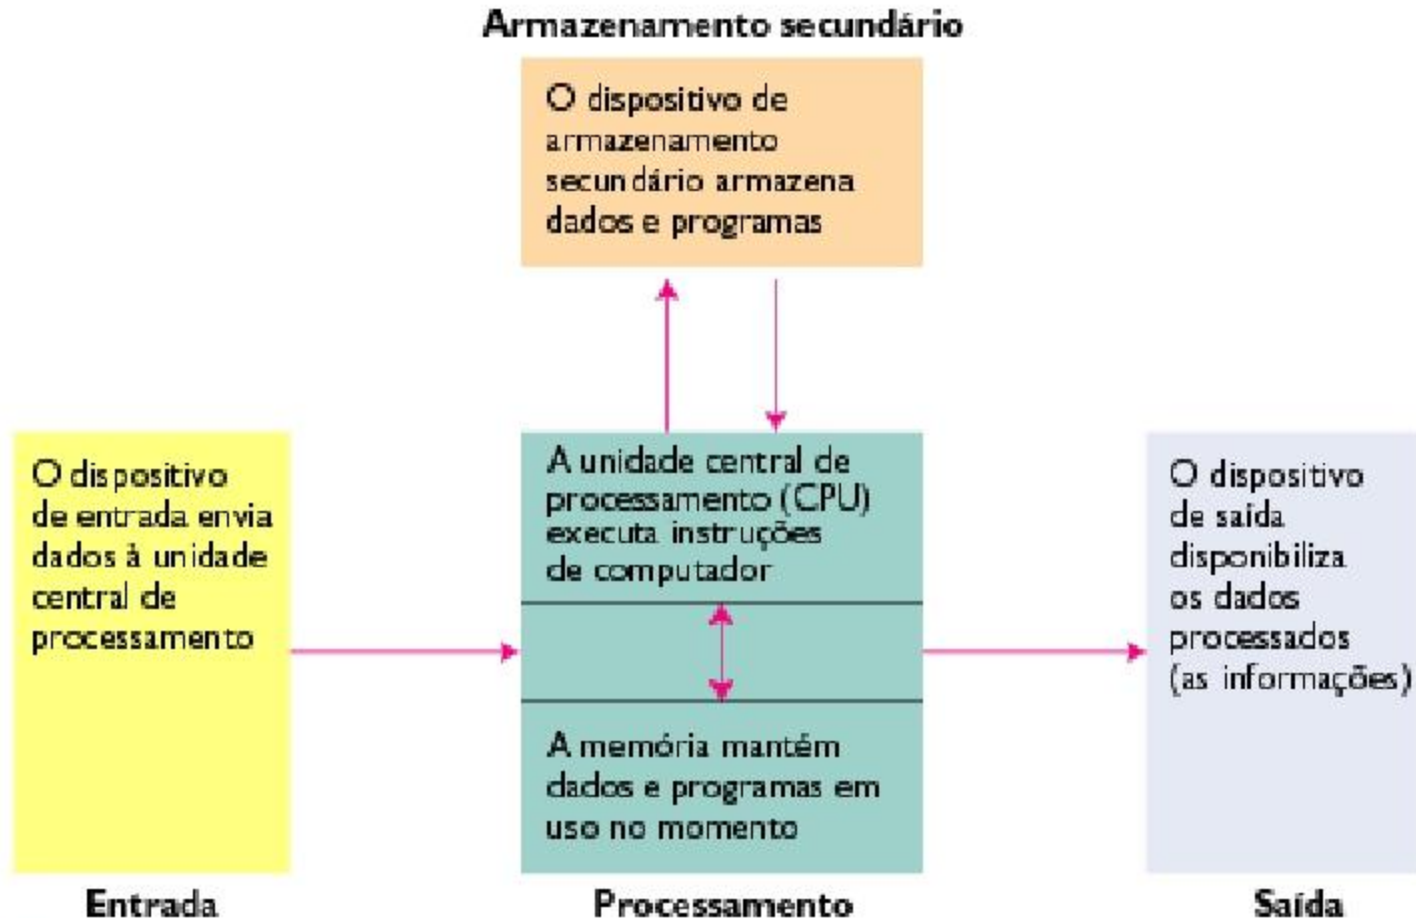 Armazenamento secundário
O dispositivo de
armazenamento
secundário armazena
dados e programas
O dispositivo
de entrada envia
dados à unidade
central de
processamento
A unidade central de
processamento (CPU)
executa instruções
de computador
A memória mantém
dados e programas em
uso no momento
O dispositivo
de saída
disponibiliza
os dados
processados
(as informações)
Entrada
Processamento
Saída